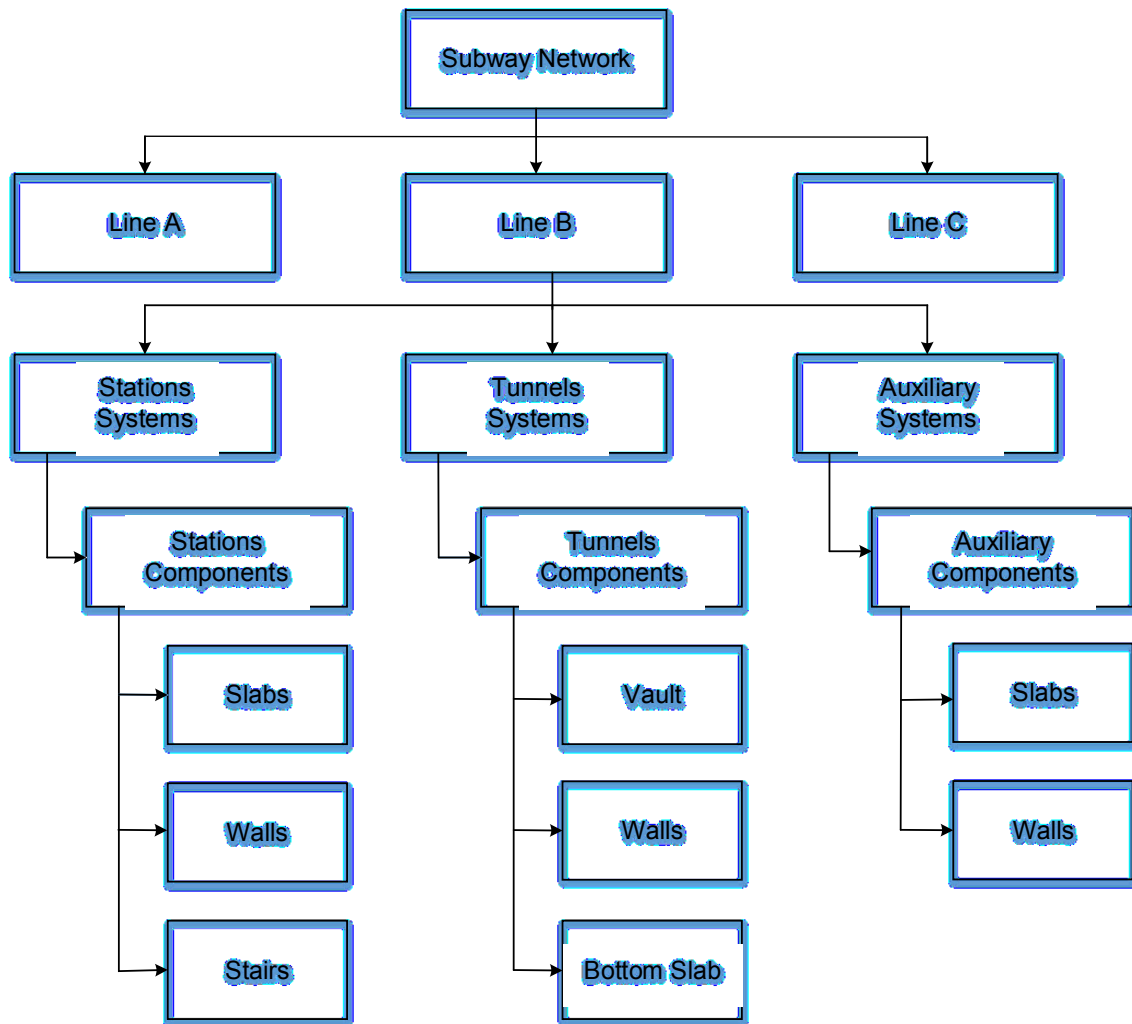 Subway Network
Line A
Line B
Line C
Stations
Systems
Tunnels
Systems
Auxiliary
Systems
Stations
Components
Tunnels
Components
Auxiliary
Components
Slabs
Vault
Slabs
Walls
Walls
Walls
Stairs
Bottom Slab